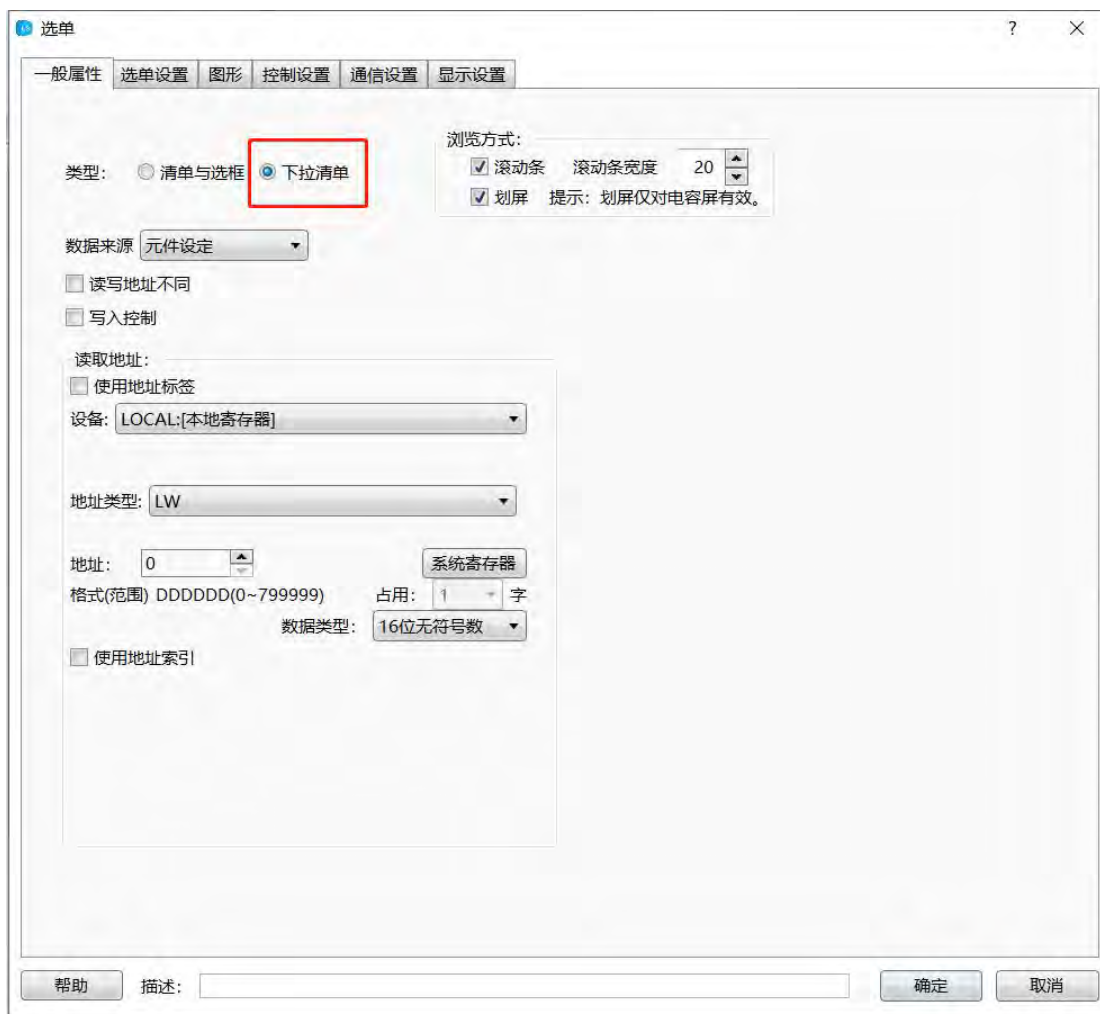 选单 ?
一般属性 选单设置 图形 控制设置 通信设置 显示设置
浏览方式:
类型: 清单与选框 下拉清单
滚动条 滚动条宽度 20
划屏 提示: 划屏仅对电容屏有效。
数据来源 元件设定
读写地址不同
写入控制
读取地址:
使用地址标签
设备: LOCAL:[本地寄存器]
地址类型: LW
地址: 0 系统寄存器
格式(范围) DDDDDD(0~799999) 占用: 1 字
数据类型: 16位无符号数
使用地址索引
帮助 描述: 确定 取消